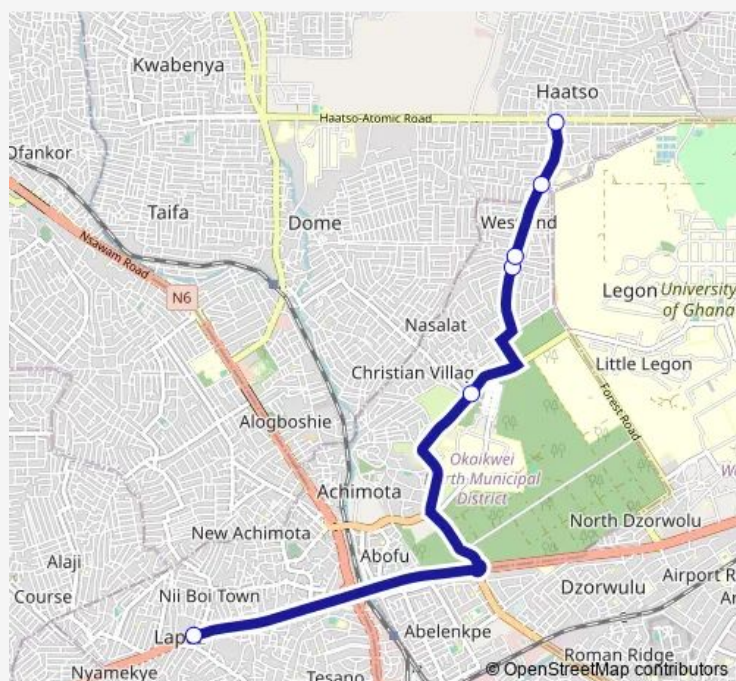 Kwabenya
Haatso
Haatso-Atomic Road
Ofankor
Taifa
Dome
Nsawam Road
N6
Legon
University
of Ghana
Nasalat
Little Legon
Christian Villag
Forest Road
Alogboshie
Okaikwei
North Municipal
District
Achimota
New Achimota
North Dzorwolu
Abofu
Alaji
Course
Nii Boi Town
Dzorwulu
Airport R
Lap
Abelenkpe
Nyamekye
Tesano
Roman Ridge
© OpenStreetMap contributors